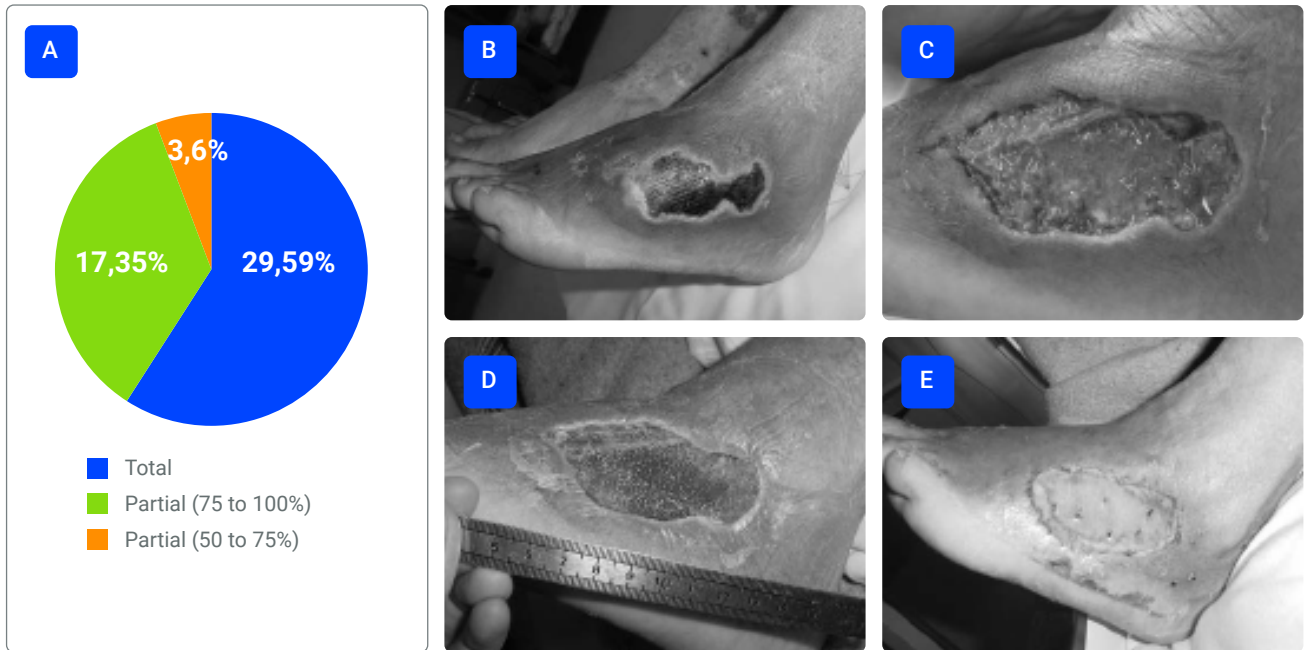 A
3,6%
17,35%
29,59%
Total
Partial (75 to 100%)
Partial (50 to 75%)
B
C
D
E